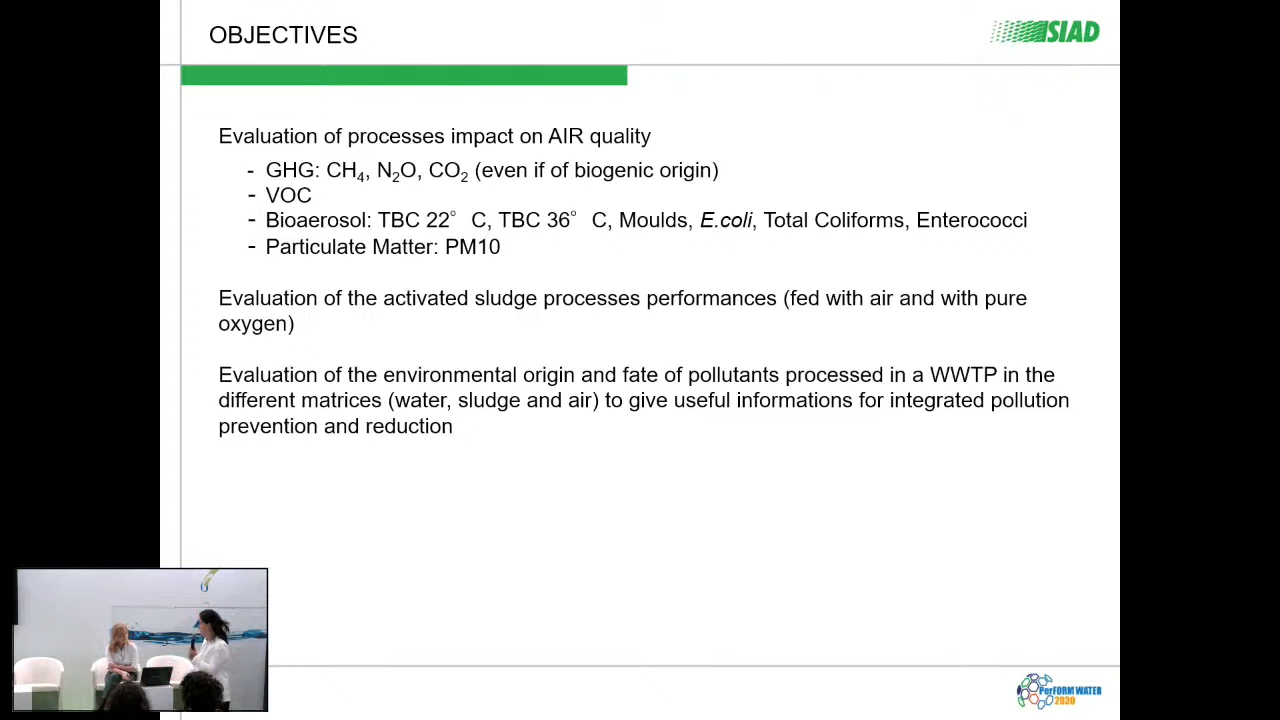 OBJECTIVES
SIAD
Evaluation of processes impact on AIR quality
- GHG: CH₄, N₂O, CO₂ (even if of biogenic origin)
- VOC
- Bioaerosol: TBC 22° C, TBC 36° C, Moulds, E.coli, Total Coliforms, Enterococci
- Particulate Matter: PM10
Evaluation of the activated sludge processes performances (fed with air and with pure
oxygen)
Evaluation of the environmental origin and fate of pollutants processed in a WWTP in the
different matrices (water, sludge and air) to give useful informations for integrated pollution
prevention and reduction
PerFORM WATER
2030